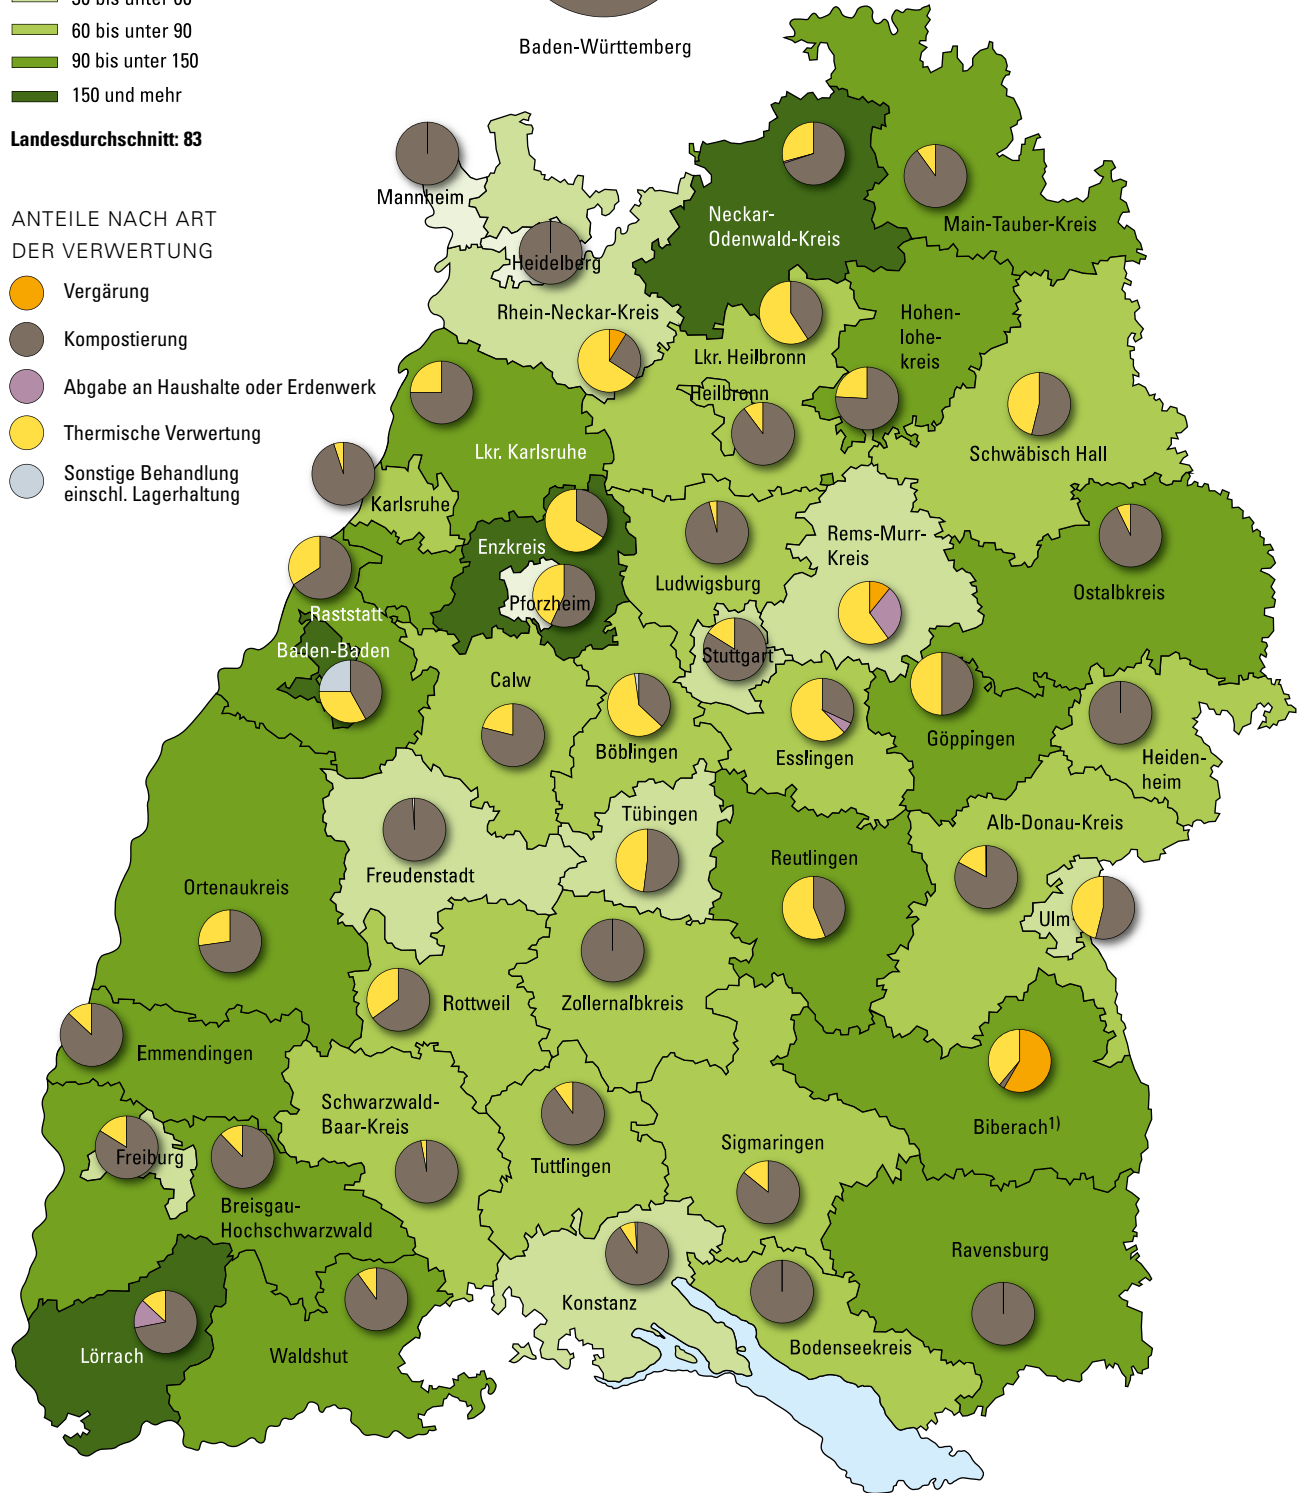 30 bis unter 60
60 bis unter 90
90 bis unter 150
150 und mehr
Landesdurchschnitt: 83
ANTEILE NACH ART
DER VERWERTUNG
Vergärung
Kompostierung
Abgabe an Haushalte oder Erdenwerk
Thermische Verwertung
Sonstige Behandlung
einschl. Lagerhaltung
Baden-Württemberg
Mannheim
Heidelberg
Rhein-Neckar-Kreis
Neckar-
Odenwald-Kreis
Main-Tauber-Kreis
Hohen-
lohe-
kreis
Lkr. Heilbronn
Heilbronn
Schwäbisch Hall
Lkr. Karlsruhe
Karlsruhe
Enzkreis
Pforzheim
Ludwigsburg
Rems-Murr-
Kreis
Ostalbkreis
Raststatt
Baden-Baden
Calw
Böblingen
Stuttgart
Esslingen
Göppingen
Heiden-
heim
Freudenstadt
Tübingen
Reutlingen
Alb-Donau-Kreis
Ulm
Ortenaukreis
Rottweil
Zollernalbkreis
Emmendingen
Freiburg
Breisgau-
Hochschwarzwald
Schwarzwald-
Baar-Kreis
Tuttlingen
Sigmaringen
Biberach1)
Ravensburg
Konstanz
Bodenseekreis
Lörrach
Waldshut